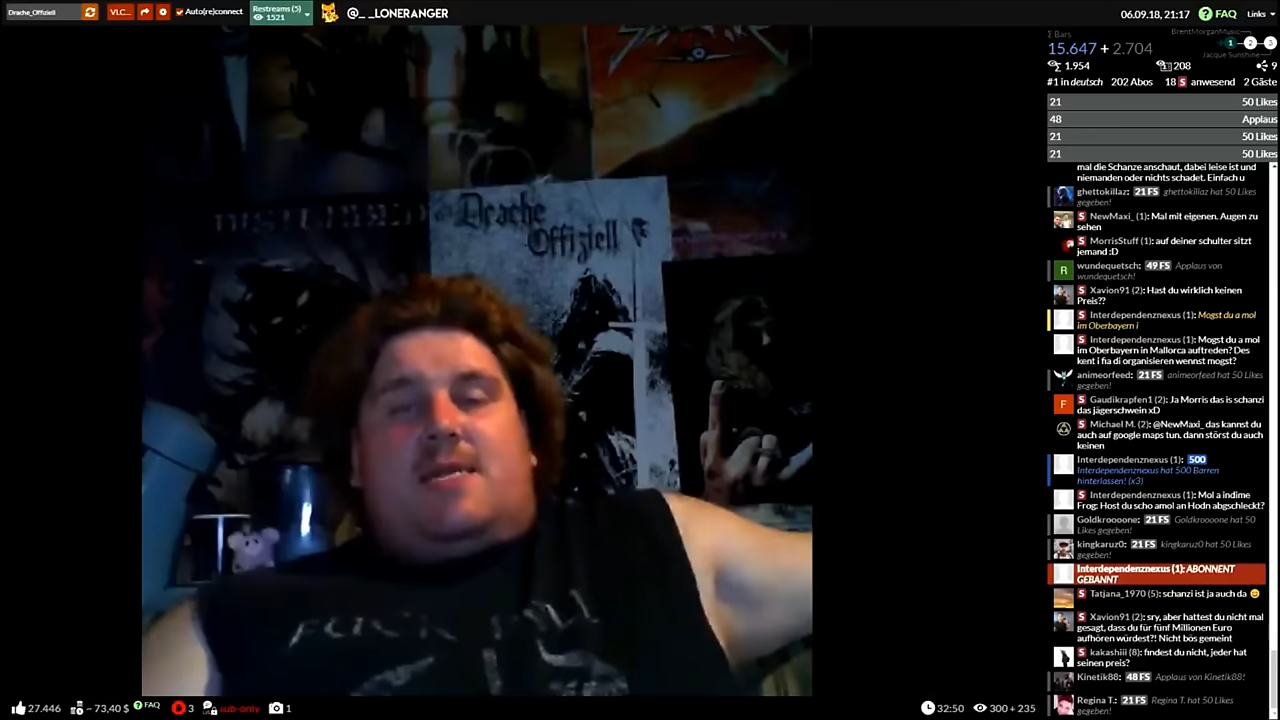 Drache_Offiziell
VLC...
Auto(re)connect
Restreams (5)
1521
@_ _LONERANGER
06.09.18, 21:17
FAQ
Links
Σ Bars
BrentMorganMusic
15.647 + 2.704
1
2
3
Jacque Sunshine
1.954
208
9
#1 in deutsch
202 Abos
18 S anwesend
2 Gäste
21 50 Likes
48 Applaus
21 50 Likes
21 50 Likes
mal die Schanze anschaut, dabei leise ist und
niemanden oder nichts schadet. Einfach u
ghettokillaz: 21 FS ghettokillaz hat 50 Likes
gegeben!
S NewMaxi_ (1): Mal mit eigenen. Augen zu
sehen
S MorrisStuff (1): auf deiner schulter sitzt
jemand :D
R
wundequetsch: 49 FS Applaus von
wundequetsch!
S Xavion91 (2): Hast du wirklich keinen
Preis??
S Interdependenznexus (1): Mogst du a mol
im Oberbayern i
S Interdependenznexus (1): Mogst du a mol
im Oberbayern in Mallorca auftreden? Des
kent i fia di organisieren wennst mogst?
animeorfeed: 21 FS animeorfeed hat 50 Likes
gegeben!
F
S Gaudikrapfen1 (2): Ja Morris das is schanzi
das jägerschwein xD
S Michael M. (2): @NewMaxi_ das kannst du
auch auf google maps tun. dann störst du auch
keinen
Interdependenznexus (1): 500
Interdependenznexus hat 500 Barren
hinterlassen! (x3)
S Interdependenznexus (1): Mol a indime
Frog: Host du scho amol an Hodn abgschleckt?
Goldkroooone: 21 FS Goldkroooone hat 50
Likes gegeben!
kingkaruz0: 21 FS kingkaruz0 hat 50 Likes
gegeben!
Interdependenznexus (1): ABONNENT
GEBANNT
S Tatjana_1970 (5): schanzi ist ja auch da
S Xavion91 (2): sry, aber hattest du nicht mal
gesagt, dass du für fünf Millionen Euro
aufhören würdest?! Nicht bös gemeint
S kakashiii (8): findest du nicht, jeder hat
seinen preis?
Kinetik88: 48 FS Applaus von Kinetik88!
Regina T.: 21 FS Regina T. hat 50 Likes
gegeben!
Drache
Offiziell
27.446
~ 73,40 $
FAQ
3
sub-only
1
32:50
300 + 235